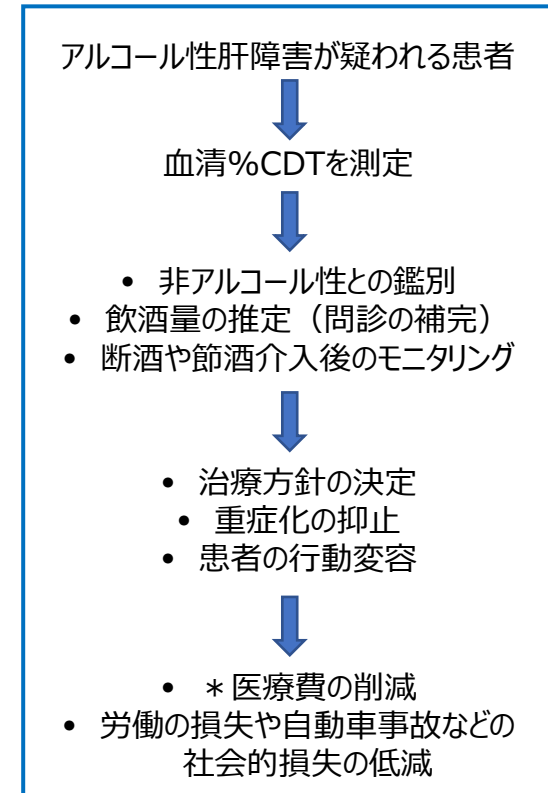 アルコール性肝障害が疑われる患者
血清%CDTを測定
• 非アルコール性との鑑別
• 飲酒量の推定（問診の補完）
• 断酒や節酒介入後のモニタリング
• 治療方針の決定
• 重症化の抑止
• 患者の行動変容
• ＊医療費の削減
• 労働の損失や自動車事故などの
社会的損失の低減